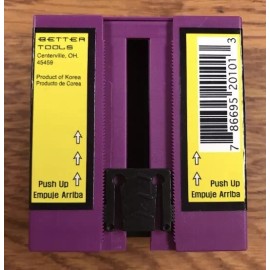 BETTER
TOOLS
Centerville, OH.
45459
Product of Korea
Producto de Corea
Push Up
Empuje Arriba
7 86695 20101 3
Push Up
Empuje Arriba